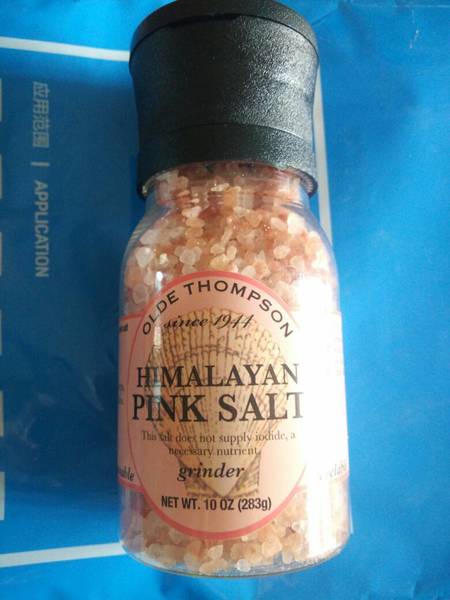 OLDE THOMPSON
since 1944
HIMALAYAN
PINK SALT
This salt does not supply iodide, a
necessary nutrient.
grinder
NET WT. 10 OZ (283g)
应用范围 | APPLICATION